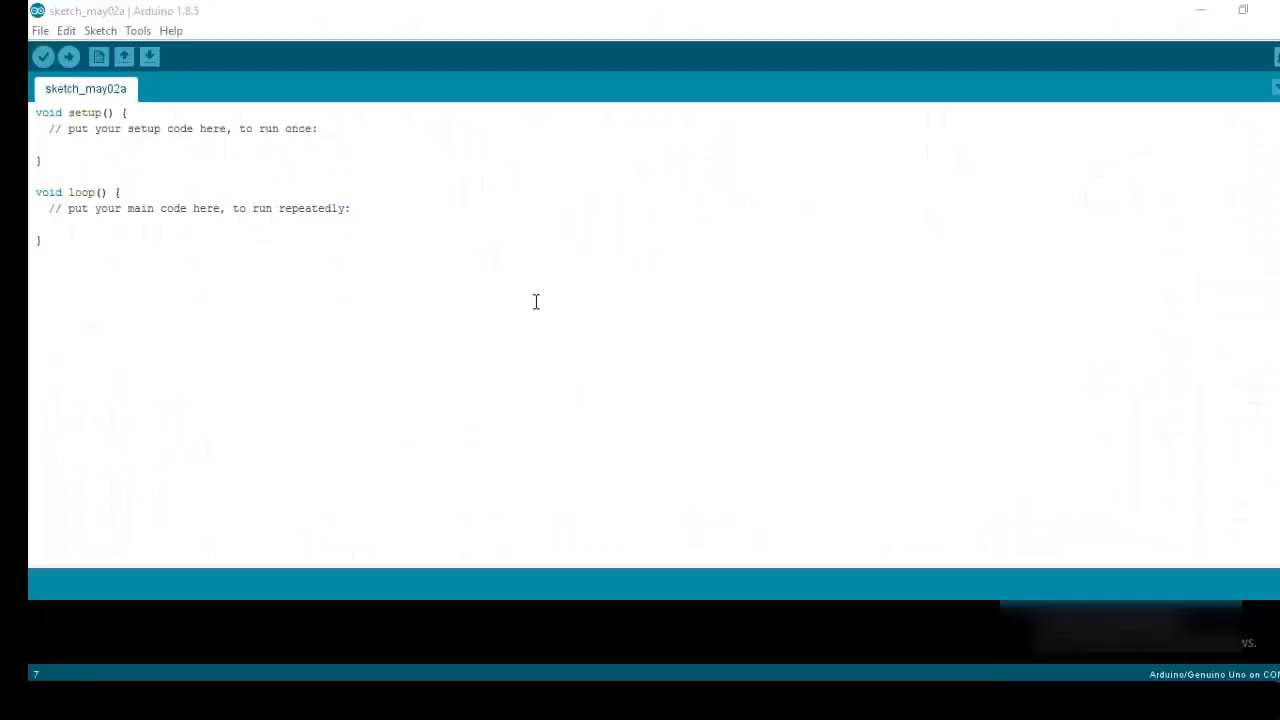 sketch_may02a | Arduino 1.8.5
File Edit Sketch Tools Help
sketch_may02a
void setup() {
  // put your setup code here, to run once:
}
void loop() {
  // put your main code here, to run repeatedly:
}
7
Arduino/Genuino Uno on